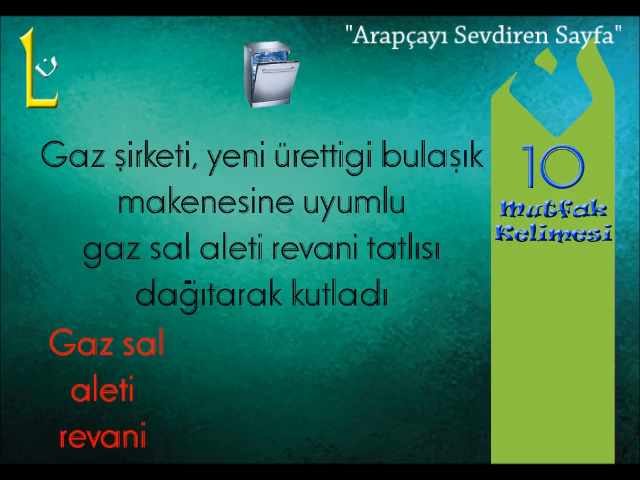 "Arapçayı Sevdiren Sayfa"
L ن
ن
10
Mutfak
Kelimesi
Gaz şirketi, yeni ürettigi bulaşık
makenesine uyumlu
gaz sal aleti revani tatlısı
dağıtarak kutladı
Gaz sal
aleti
revani